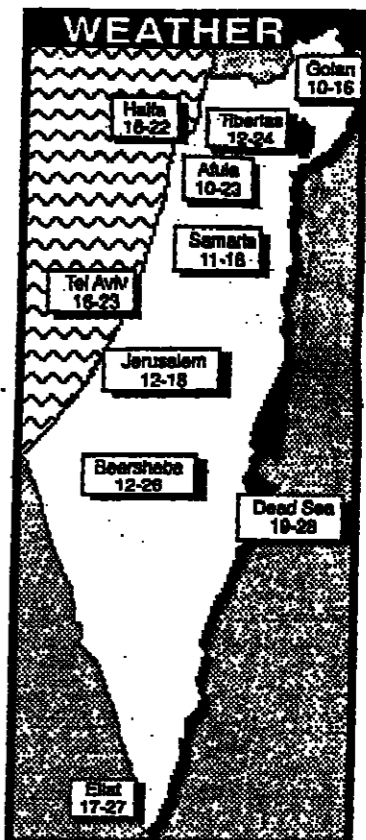 WEATHER
Golan
10-16
Haifa
16-22
Tiberias
12-24
Afula
10-23
Samaria
11-18
Tel Aviv
16-23
Jerusalem
12-18
Beersheba
12-26
Dead Sea
19-28
Eilat
17-27